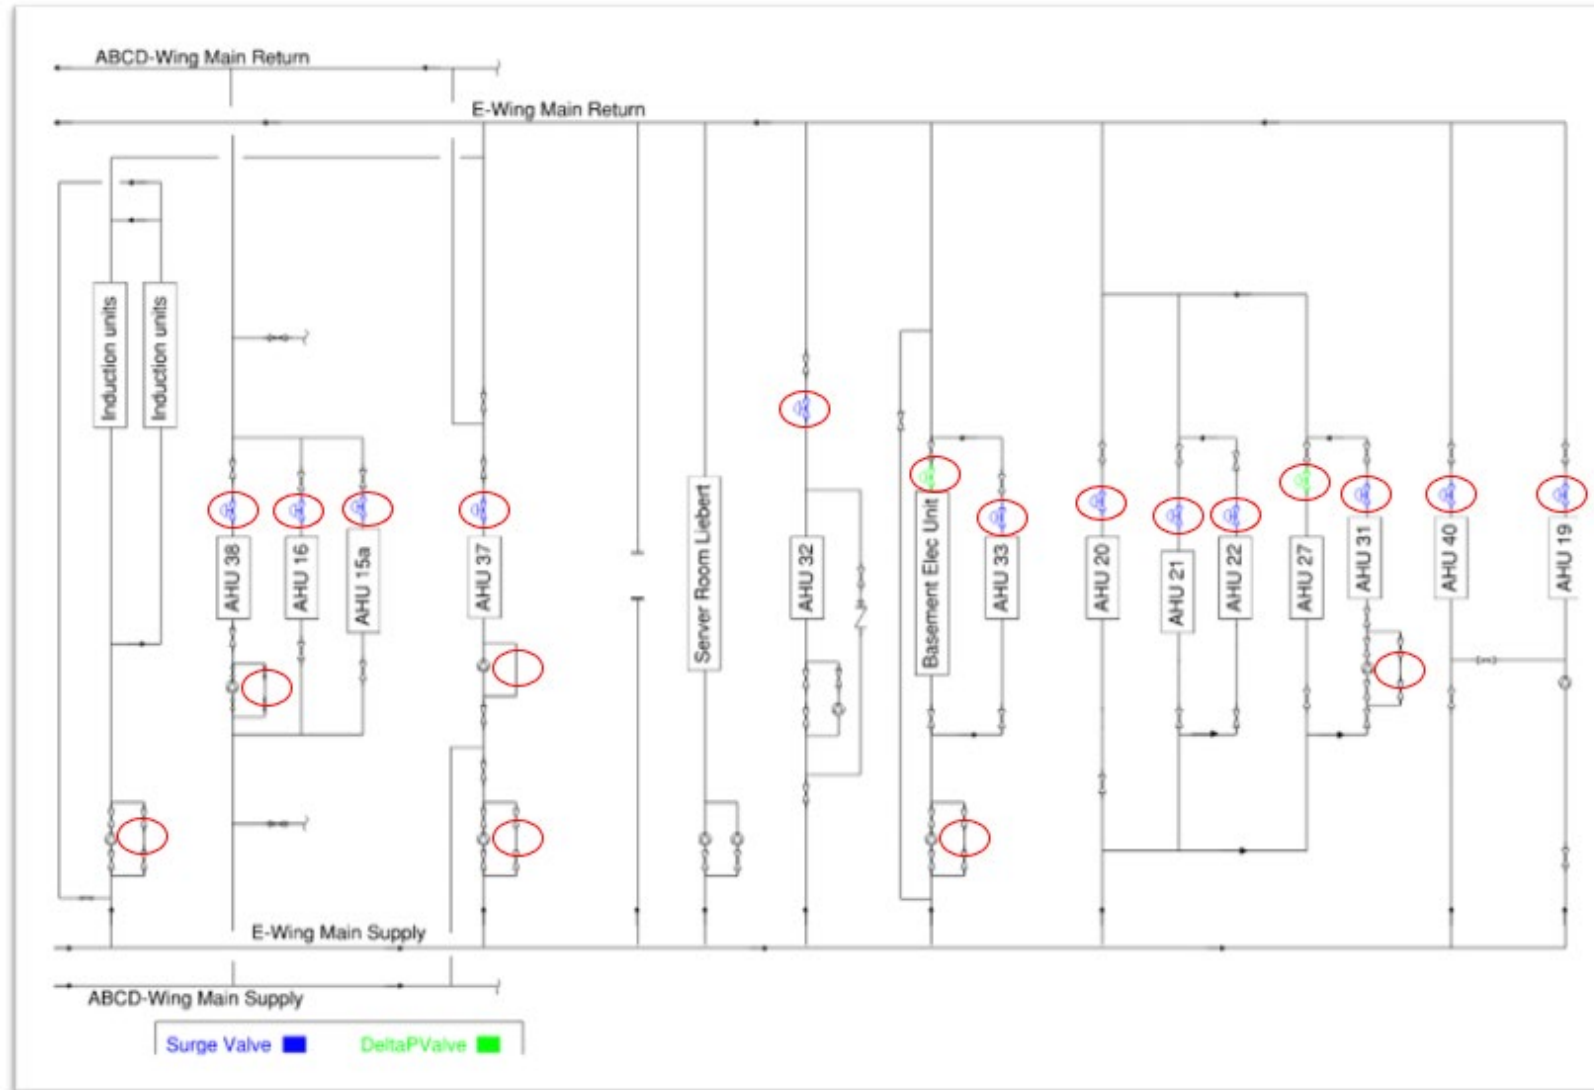 ABCD-Wing Main Return
E-Wing Main Return
Induction units
Induction units
AHU 38
AHU 16
AHU 15a
AHU 37
Server Room Liebert
AHU 32
Basement Elec Unit
AHU 33
AHU 20
AHU 21
AHU 22
AHU 27
AHU 31
AHU 40
AHU 19
E-Wing Main Supply
ABCD-Wing Main Supply
Surge Valve
DeltaPValve